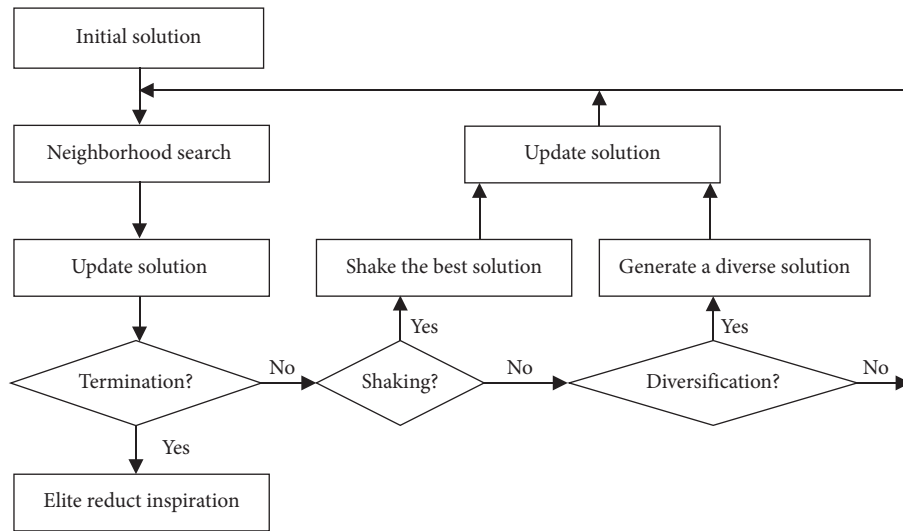 Initial solution
Neighborhood search
Update solution
Update solution
Shake the best solution
Generate a diverse solution
Yes
Yes
Termination?
No
Shaking?
No
Diversification?
No
Yes
Elite reduct inspiration